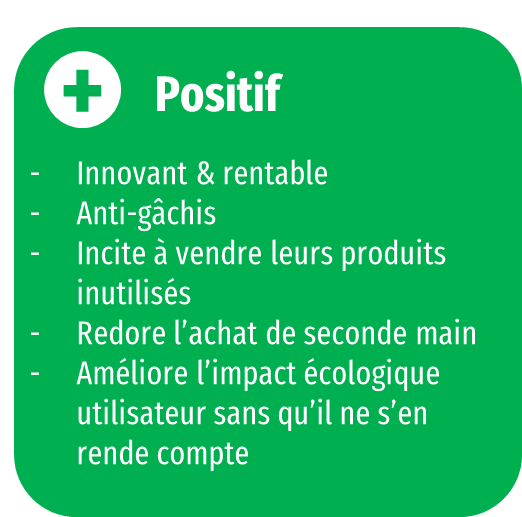 Positif
- Innovant & rentable
- Anti-gâchis
- Incite à vendre leurs produits
inutilisés
- Redore l’achat de seconde main
- Améliore l’impact écologique
utilisateur sans qu’il ne s’en
rende compte